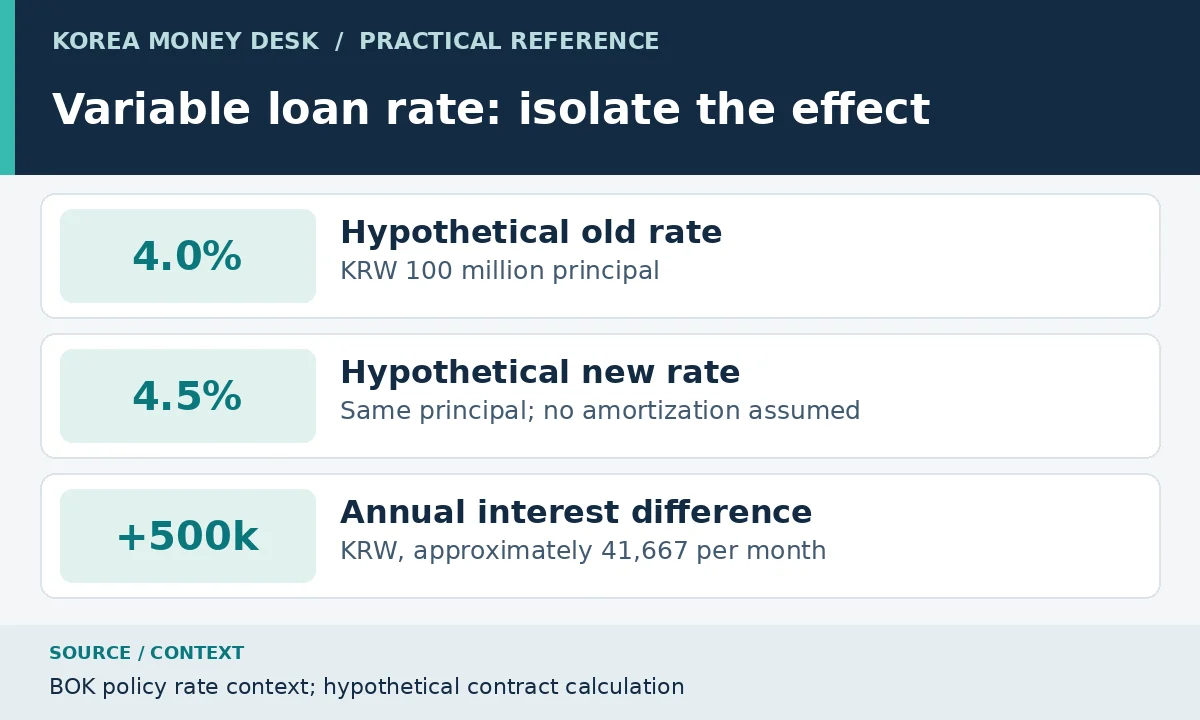 KOREA MONEY DESK / PRACTICAL REFERENCE
Variable loan rate: isolate the effect
4.0%
Hypothetical old rate
KRW 100 million principal
4.5%
Hypothetical new rate
Same principal; no amortization assumed
+500k
Annual interest difference
KRW, approximately 41,667 per month
SOURCE / CONTEXT
BOK policy rate context; hypothetical contract calculation